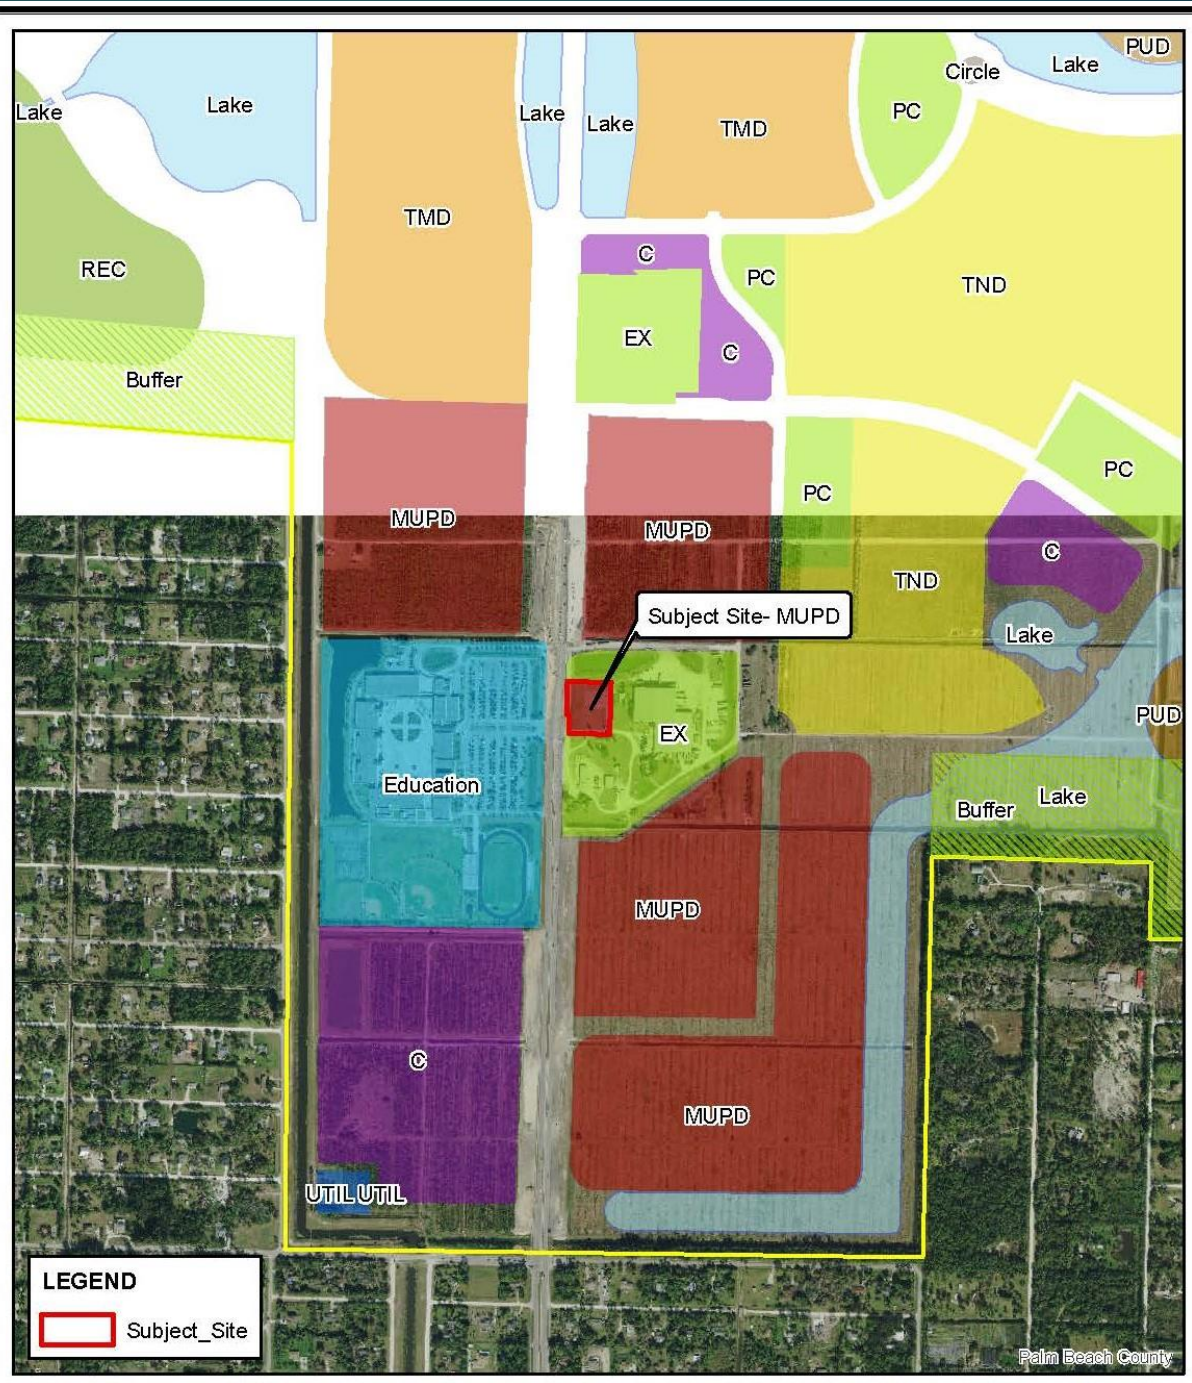 PUD
Circle
Lake
Lake
Lake
Lake
Lake
PC
TMD
TMD
C
REC
PC
TND
EX
C
Buffer
PC
PC
MUPD
MUPD
C
TND
Subject Site- MUPD
Lake
PUD
EX
Education
Lake
Buffer
MUPD
C
MUPD
UTIL UTIL
LEGEND
Subject_Site
Palm Beach County